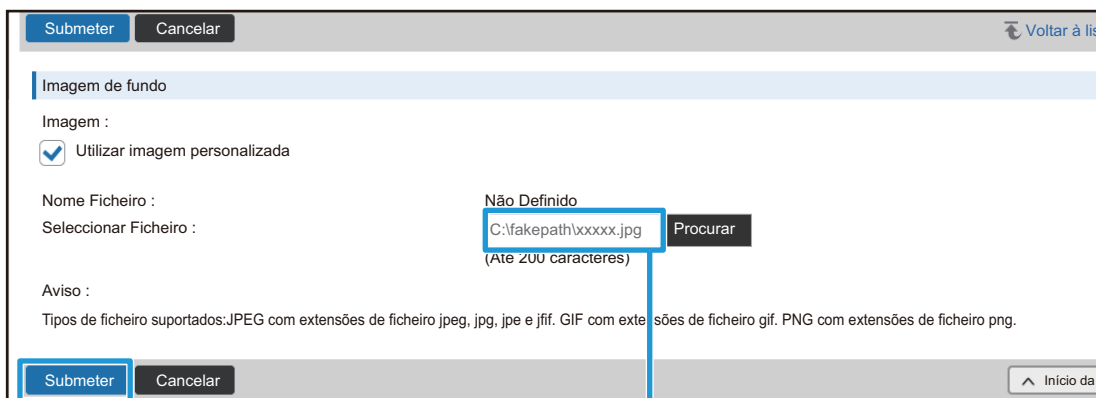 Submeter Cancelar Voltar à lis
Imagem de fundo
Imagem :
Utilizar imagem personalizada
Nome Ficheiro : Não Definido
Seleccionar Ficheiro : C:\fakepath\xxxxx.jpg Procurar
(Até 200 caracteres)
Aviso :
Tipos de ficheiro suportados:JPEG com extensões de ficheiro jpeg, jpg, jpe e jfif. GIF com extensões de ficheiro gif. PNG com extensões de ficheiro png.
Submeter Cancelar Início da